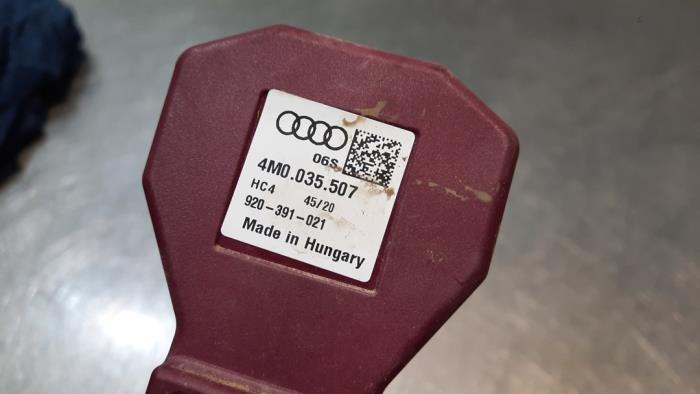 06S
4M0.035.507
HC4 45/20
920-391-021
Made in Hungary